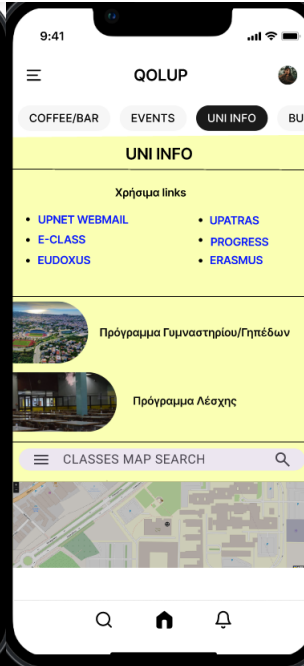 9:41
QOLUP
COFFEE/BAR EVENTS UNI INFO BU
UNI INFO
Χρήσιμα links
UPNET WEBMAIL
E-CLASS
EUDOXUS
UPATRAS
PROGRESS
ERASMUS
Πρόγραμμα Γυμναστηρίου/Γηπέδων
Πρόγραμμα Λέσχης
CLASSES MAP SEARCH